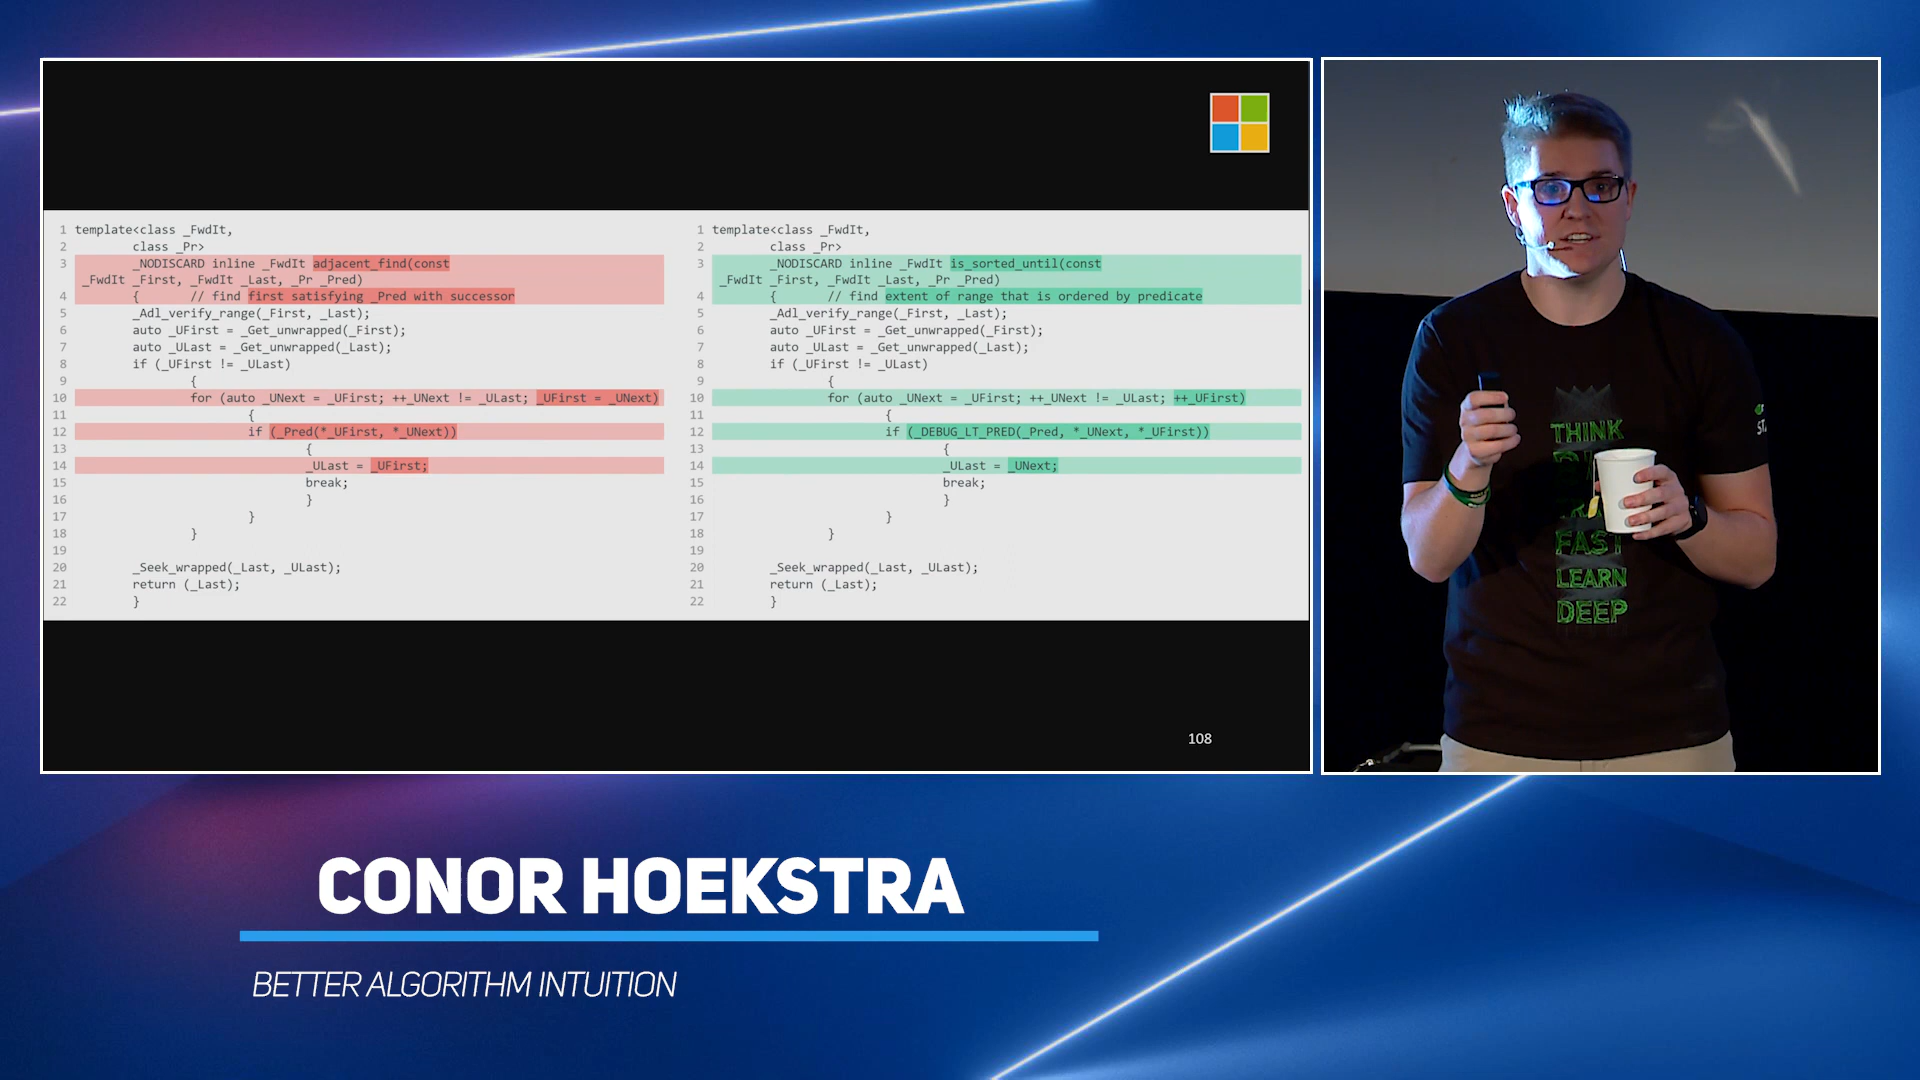 1 template<class _FwdIt,
2 class _Pr>
3 _NODISCARD inline _FwdIt adjacent_find(const
_FwdIt _First, _FwdIt _Last, _Pr _Pred)
4 { // find first satisfying _Pred with successor
5 _Adl_verify_range(_First, _Last);
6 auto _UFirst = _Get_unwrapped(_First);
7 auto _ULast = _Get_unwrapped(_Last);
8 if (_UFirst != _ULast)
9 {
10 for (auto _UNext = _UFirst; ++_UNext != _ULast; _UFirst = _UNext)
11 {
12 if (_Pred(*_UFirst, *_UNext))
13 {
14 _ULast = _UFirst;
15 break;
16 }
17 }
18 }
19
20 _Seek_wrapped(_Last, _ULast);
21 return (_Last);
22 }
1 template<class _FwdIt,
2 class _Pr>
3 _NODISCARD inline _FwdIt is_sorted_until(const
_FwdIt _First, _FwdIt _Last, _Pr _Pred)
4 { // find extent of range that is ordered by predicate
5 _Adl_verify_range(_First, _Last);
6 auto _UFirst = _Get_unwrapped(_First);
7 auto _ULast = _Get_unwrapped(_Last);
8 if (_UFirst != _ULast)
9 {
10 for (auto _UNext = _UFirst; ++_UNext != _ULast; ++_UFirst)
11 {
12 if (_DEBUG_LT_PRED(_Pred, *_UNext, *_UFirst))
13 {
14 _ULast = _UNext;
15 break;
16 }
17 }
18 }
19
20 _Seek_wrapped(_Last, _ULast);
21 return (_Last);
22 }
108
THINK
FAST
LEARN
DEEP
CONOR HOEKSTRA
BETTER ALGORITHM INTUITION